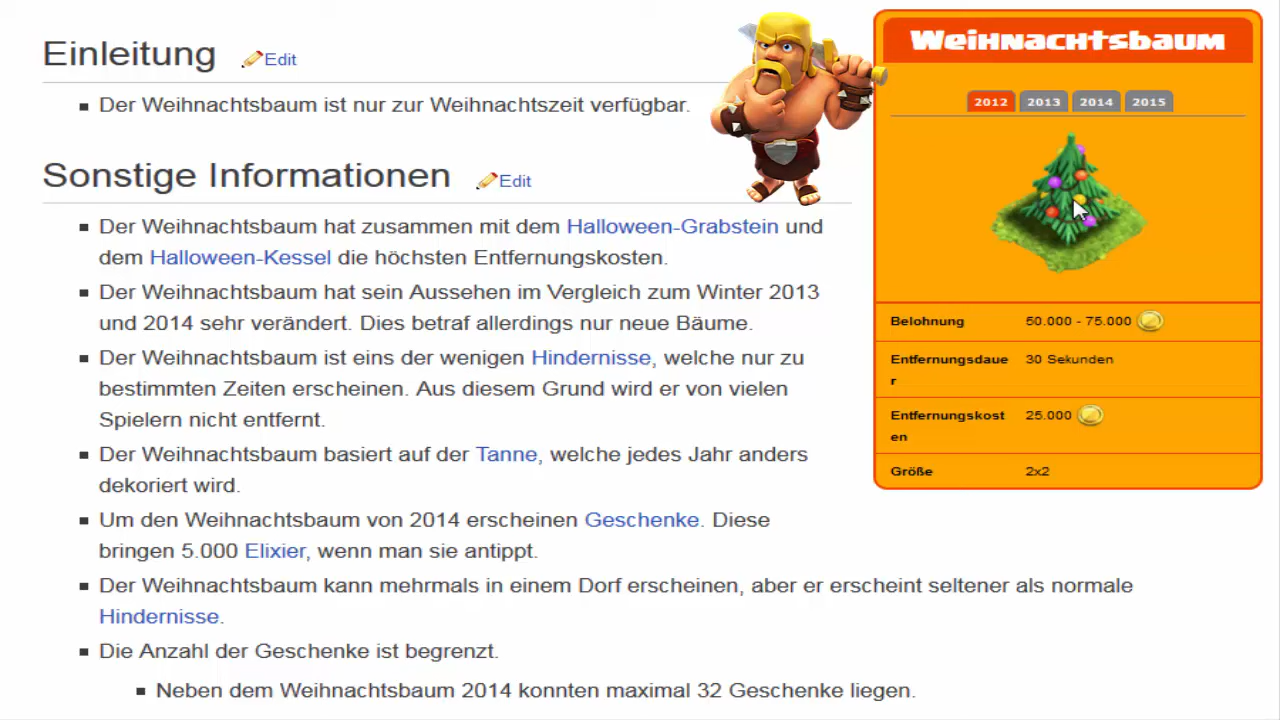 Einleitung Edit
Der Weihnachtsbaum ist nur zur Weihnachtszeit verfügbar.
Sonstige Informationen Edit
Der Weihnachtsbaum hat zusammen mit dem Halloween-Grabstein und
dem Halloween-Kessel die höchsten Entfernungskosten.
Der Weihnachtsbaum hat sein Aussehen im Vergleich zum Winter 2013
und 2014 sehr verändert. Dies betraf allerdings nur neue Bäume.
Der Weihnachtsbaum ist eins der wenigen Hindernisse, welche nur zu
bestimmten Zeiten erscheinen. Aus diesem Grund wird er von vielen
Spielern nicht entfernt.
Der Weihnachtsbaum basiert auf der Tanne, welche jedes Jahr anders
dekoriert wird.
Um den Weihnachtsbaum von 2014 erscheinen Geschenke. Diese
bringen 5.000 Elixier, wenn man sie antippt.
Der Weihnachtsbaum kann mehrmals in einem Dorf erscheinen, aber er erscheint seltener als normale
Hindernisse.
Die Anzahl der Geschenke ist begrenzt.
Neben dem Weihnachtsbaum 2014 konnten maximal 32 Geschenke liegen.
Weihnachtsbaum
2012 2013 2014 2015
Belohnung 50.000 - 75.000
Entfernungsdaue 30 Sekunden
r
Entfernungskost 25.000
en
Größe 2x2